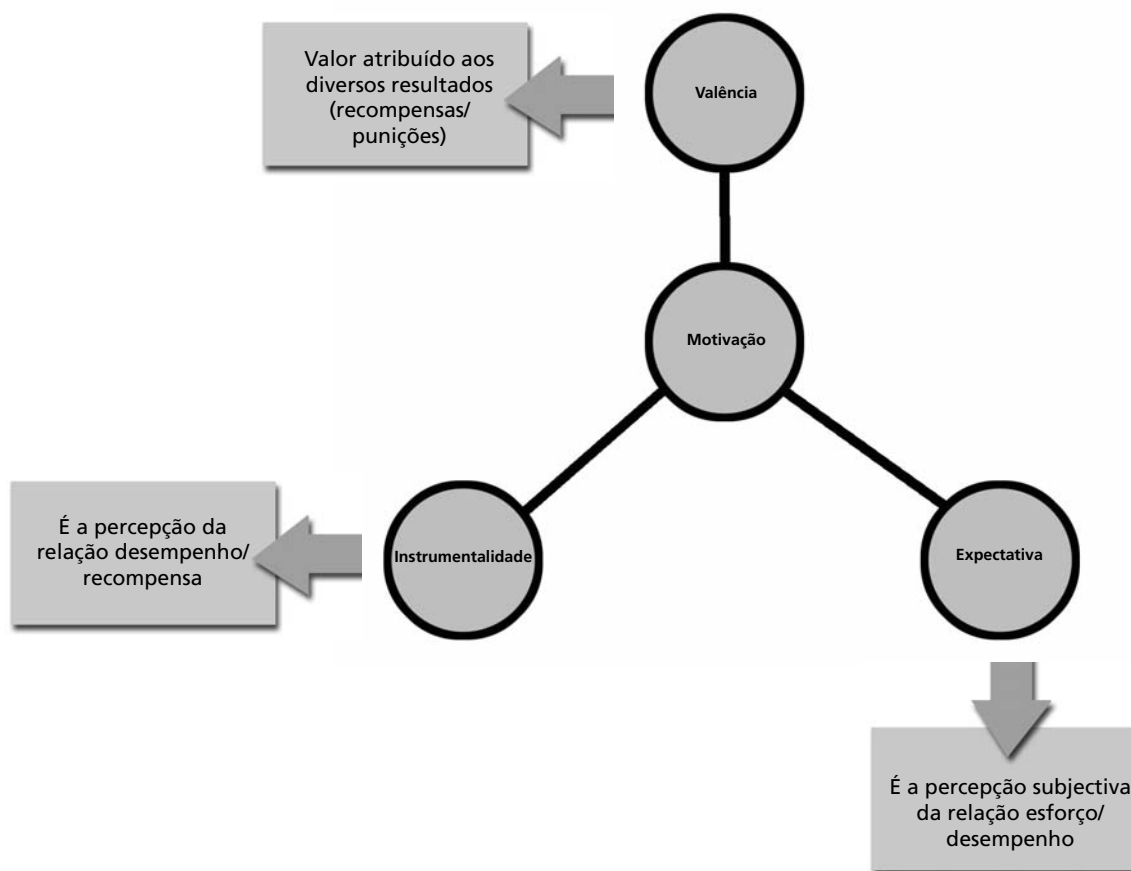 Valor atribuído aos
diversos resultados
(recompensas/
punições)
Valência
Motivação
É a percepção da
relação desempenho/
recompensa
Instrumentalidade
Expectativa
É a percepção subjectiva
da relação esforço/
desempenho